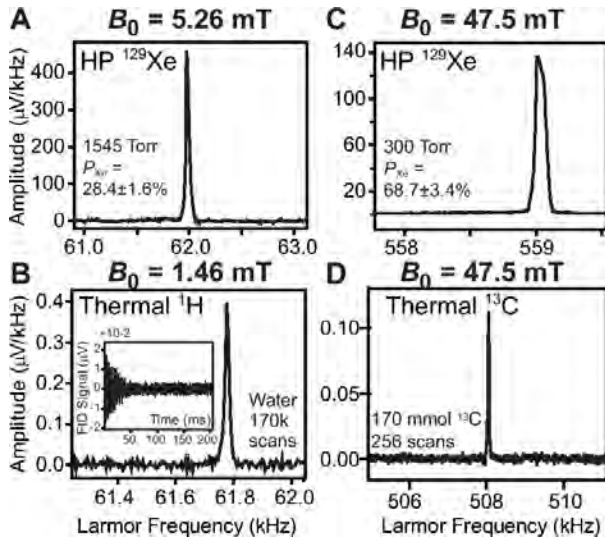 A B₀ = 5.26 mT
HP ¹²⁹Xe
1545 Torr
P_Xe =
28.4±1.6%
Amplitude (μV/kHz)
400
300
200
100
0
61.0 62.0 63.0
C B₀ = 47.5 mT
HP ¹²⁹Xe
300 Torr
P_Xe =
68.7±3.4%
140
100
60
20
558 559
B B₀ = 1.46 mT
Thermal ¹H
×10-2
FID Signal (μV)
2
1
0
-1
-2
Time (ms)
50 100 150 200
Water
170k
scans
Amplitude (μV/kHz)
0.4
0.3
0.2
0.1
0.0
61.4 61.6 61.8 62.0
Larmor Frequency (kHz)
D B₀ = 47.5 mT
Thermal ¹³C
170 mmol ¹³C
256 scans
0.10
0.05
0.00
506 508 510
Larmor Frequency (kHz)